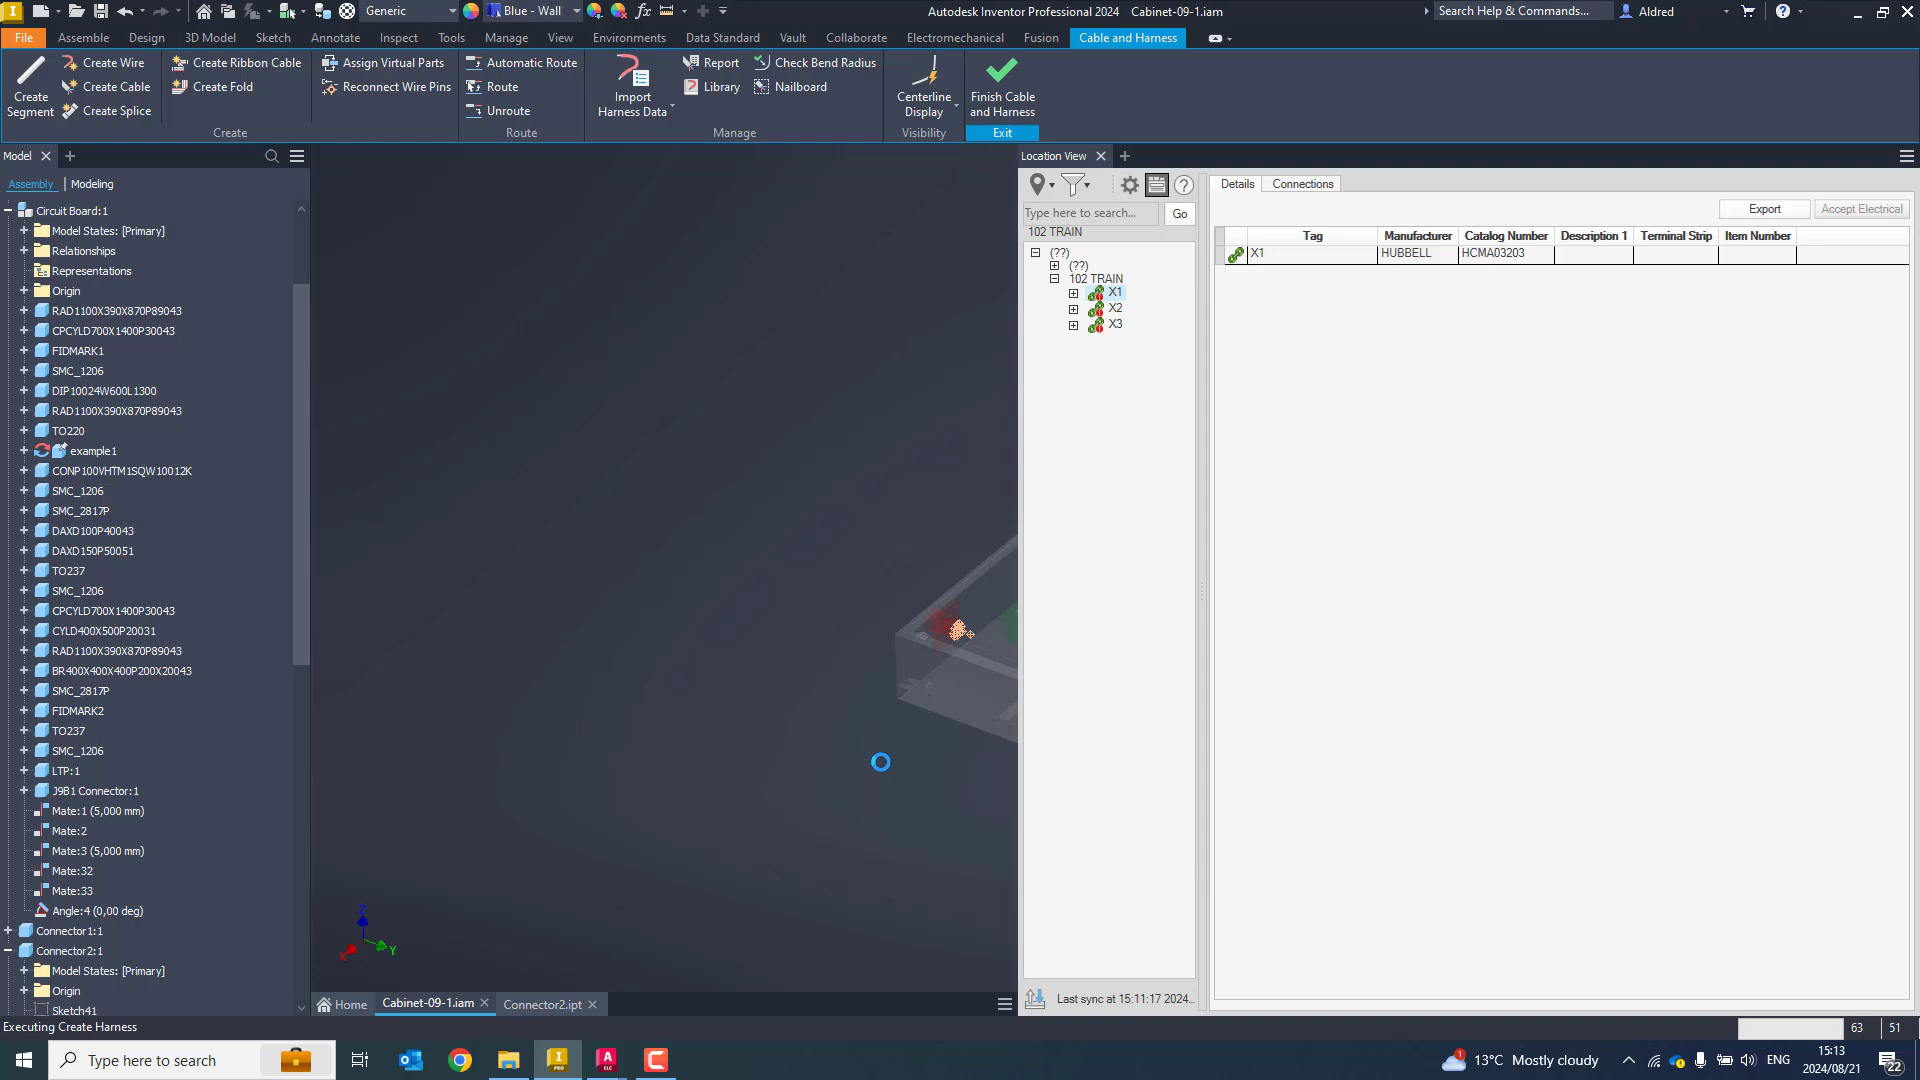 Generic
Blue - Wall
Autodesk Inventor Professional 2024 Cabinet-09-1.iam
Search Help & Commands...
Aldred
File
Assemble
Design
3D Model
Sketch
Annotate
Inspect
Tools
Manage
View
Environments
Data Standard
Vault
Collaborate
Electromechanical
Fusion
Cable and Harness
Create
Segment
Create Wire
Create Cable
Create Splice
Create Ribbon Cable
Create Fold
Create
Assign Virtual Parts
Reconnect Wire Pins
Automatic Route
Route
Unroute
Route
Import
Harness Data
Report
Library
Check Bend Radius
Nailboard
Manage
Centerline
Display
Visibility
Finish Cable
and Harness
Exit
Model
Assembly | Modeling
Circuit Board:1
Model States: [Primary]
Relationships
Representations
Origin
RAD1100X390X870P89043
CPCYLD700X1400P30043
FIDMARK1
SMC_1206
DIP10024W600L1300
RAD1100X390X870P89043
TO220
example1
CONP100VHTM1SQW10012K
SMC_1206
SMC_2817P
DAXD100P40043
DAXD150P50051
TO237
SMC_1206
CPCYLD700X1400P30043
CYLD400X500P20031
RAD1100X390X870P89043
BR400X400X400P200X20043
SMC_2817P
FIDMARK2
TO237
SMC_1206
LTP:1
J9B1 Connector:1
Mate:1 (5,000 mm)
Mate:2
Mate:3 (5,000 mm)
Mate:32
Mate:33
Angle:4 (0,00 deg)
Connector1:1
Connector2:1
Model States: [Primary]
Origin
Sketch41
Z
X
Y
Home
Cabinet-09-1.iam
Connector2.ipt
Location View
Type here to search...
Go
102 TRAIN
(??)
(??)
102 TRAIN
X1
X2
X3
Last sync at 15:11:17 2024...
Details
Connections
Export
Accept Electrical
Tag
Manufacturer
Catalog Number
Description 1
Terminal Strip
Item Number
X1
HUBBELL
HCMA03203
Executing Create Harness
63
51
Type here to search
PRO
A
ELC
1
13°C Mostly cloudy
ENG
15:13
2024/08/21
22